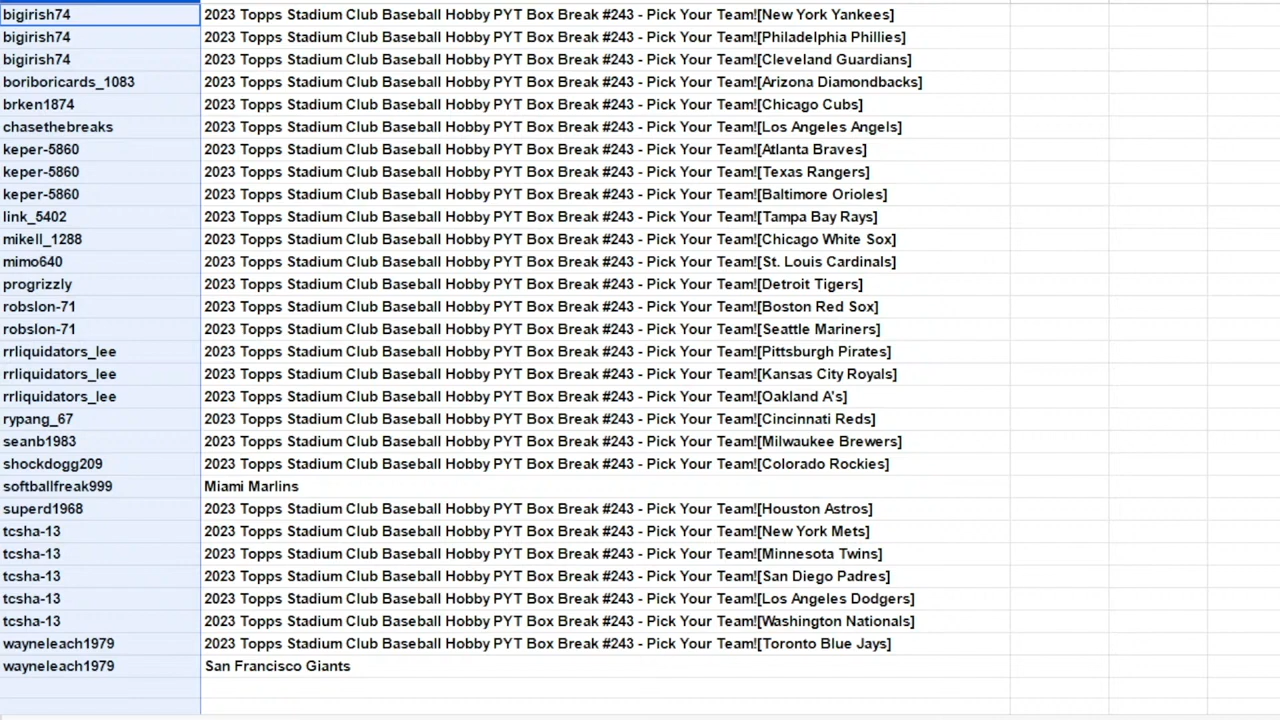 bigirish74 2023 Topps Stadium Club Baseball Hobby PYT Box Break #243 - Pick Your Team![New York Yankees]
bigirish74 2023 Topps Stadium Club Baseball Hobby PYT Box Break #243 - Pick Your Team![Philadelphia Phillies]
bigirish74 2023 Topps Stadium Club Baseball Hobby PYT Box Break #243 - Pick Your Team![Cleveland Guardians]
boriboricards_1083 2023 Topps Stadium Club Baseball Hobby PYT Box Break #243 - Pick Your Team![Arizona Diamondbacks]
brken1874 2023 Topps Stadium Club Baseball Hobby PYT Box Break #243 - Pick Your Team![Chicago Cubs]
chasethebreaks 2023 Topps Stadium Club Baseball Hobby PYT Box Break #243 - Pick Your Team![Los Angeles Angels]
keper-5860 2023 Topps Stadium Club Baseball Hobby PYT Box Break #243 - Pick Your Team![Atlanta Braves]
keper-5860 2023 Topps Stadium Club Baseball Hobby PYT Box Break #243 - Pick Your Team![Texas Rangers]
keper-5860 2023 Topps Stadium Club Baseball Hobby PYT Box Break #243 - Pick Your Team![Baltimore Orioles]
link_5402 2023 Topps Stadium Club Baseball Hobby PYT Box Break #243 - Pick Your Team![Tampa Bay Rays]
mikell_1288 2023 Topps Stadium Club Baseball Hobby PYT Box Break #243 - Pick Your Team![Chicago White Sox]
mimo640 2023 Topps Stadium Club Baseball Hobby PYT Box Break #243 - Pick Your Team![St. Louis Cardinals]
progrizzly 2023 Topps Stadium Club Baseball Hobby PYT Box Break #243 - Pick Your Team![Detroit Tigers]
robslon-71 2023 Topps Stadium Club Baseball Hobby PYT Box Break #243 - Pick Your Team![Boston Red Sox]
robslon-71 2023 Topps Stadium Club Baseball Hobby PYT Box Break #243 - Pick Your Team![Seattle Mariners]
rrliquidators_lee 2023 Topps Stadium Club Baseball Hobby PYT Box Break #243 - Pick Your Team![Pittsburgh Pirates]
rrliquidators_lee 2023 Topps Stadium Club Baseball Hobby PYT Box Break #243 - Pick Your Team![Kansas City Royals]
rrliquidators_lee 2023 Topps Stadium Club Baseball Hobby PYT Box Break #243 - Pick Your Team![Oakland A's]
rypang_67 2023 Topps Stadium Club Baseball Hobby PYT Box Break #243 - Pick Your Team![Cincinnati Reds]
seanb1983 2023 Topps Stadium Club Baseball Hobby PYT Box Break #243 - Pick Your Team![Milwaukee Brewers]
shockdogg209 2023 Topps Stadium Club Baseball Hobby PYT Box Break #243 - Pick Your Team![Colorado Rockies]
softballfreak999 Miami Marlins
superd1968 2023 Topps Stadium Club Baseball Hobby PYT Box Break #243 - Pick Your Team![Houston Astros]
tcsha-13 2023 Topps Stadium Club Baseball Hobby PYT Box Break #243 - Pick Your Team![New York Mets]
tcsha-13 2023 Topps Stadium Club Baseball Hobby PYT Box Break #243 - Pick Your Team![Minnesota Twins]
tcsha-13 2023 Topps Stadium Club Baseball Hobby PYT Box Break #243 - Pick Your Team![San Diego Padres]
tcsha-13 2023 Topps Stadium Club Baseball Hobby PYT Box Break #243 - Pick Your Team![Los Angeles Dodgers]
tcsha-13 2023 Topps Stadium Club Baseball Hobby PYT Box Break #243 - Pick Your Team![Washington Nationals]
wayneleach1979 2023 Topps Stadium Club Baseball Hobby PYT Box Break #243 - Pick Your Team![Toronto Blue Jays]
wayneleach1979 San Francisco Giants